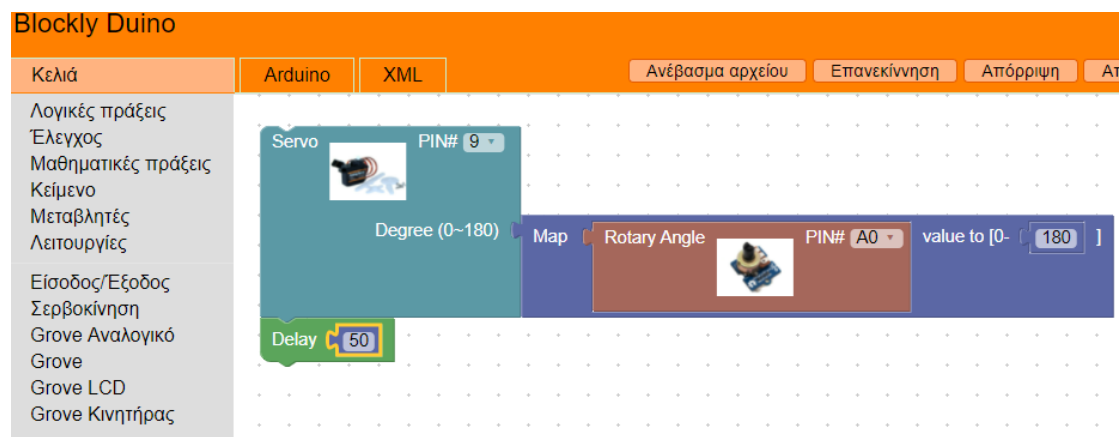 Blockly Duino
Κελιά
Arduino
XML
Ανέβασμα αρχείου
Επανεκίννηση
Απόρριψη
Λογικές πράξεις
Έλεγχος
Μαθηματικές πράξεις
Κείμενο
Μεταβλητές
Λειτουργίες
Είσοδος/Έξοδος
Σερβοκίνηση
Grove Αναλογικό
Grove
Grove LCD
Grove Κινητήρας
Servo PIN# 9
Degree (0~180) Map Rotary Angle PIN# A0 value to [0- 180 ]
Delay 50